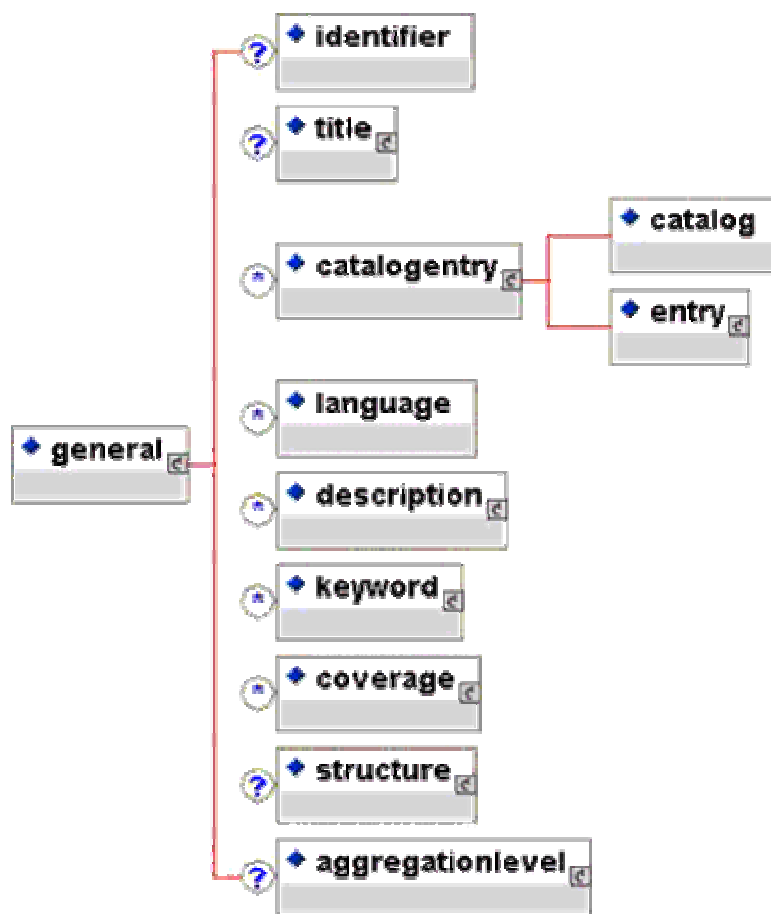 ? identifier
? title
* catalogentry
catalog
entry
* language
general
* description
* keyword
* coverage
? structure
? aggregationlevel